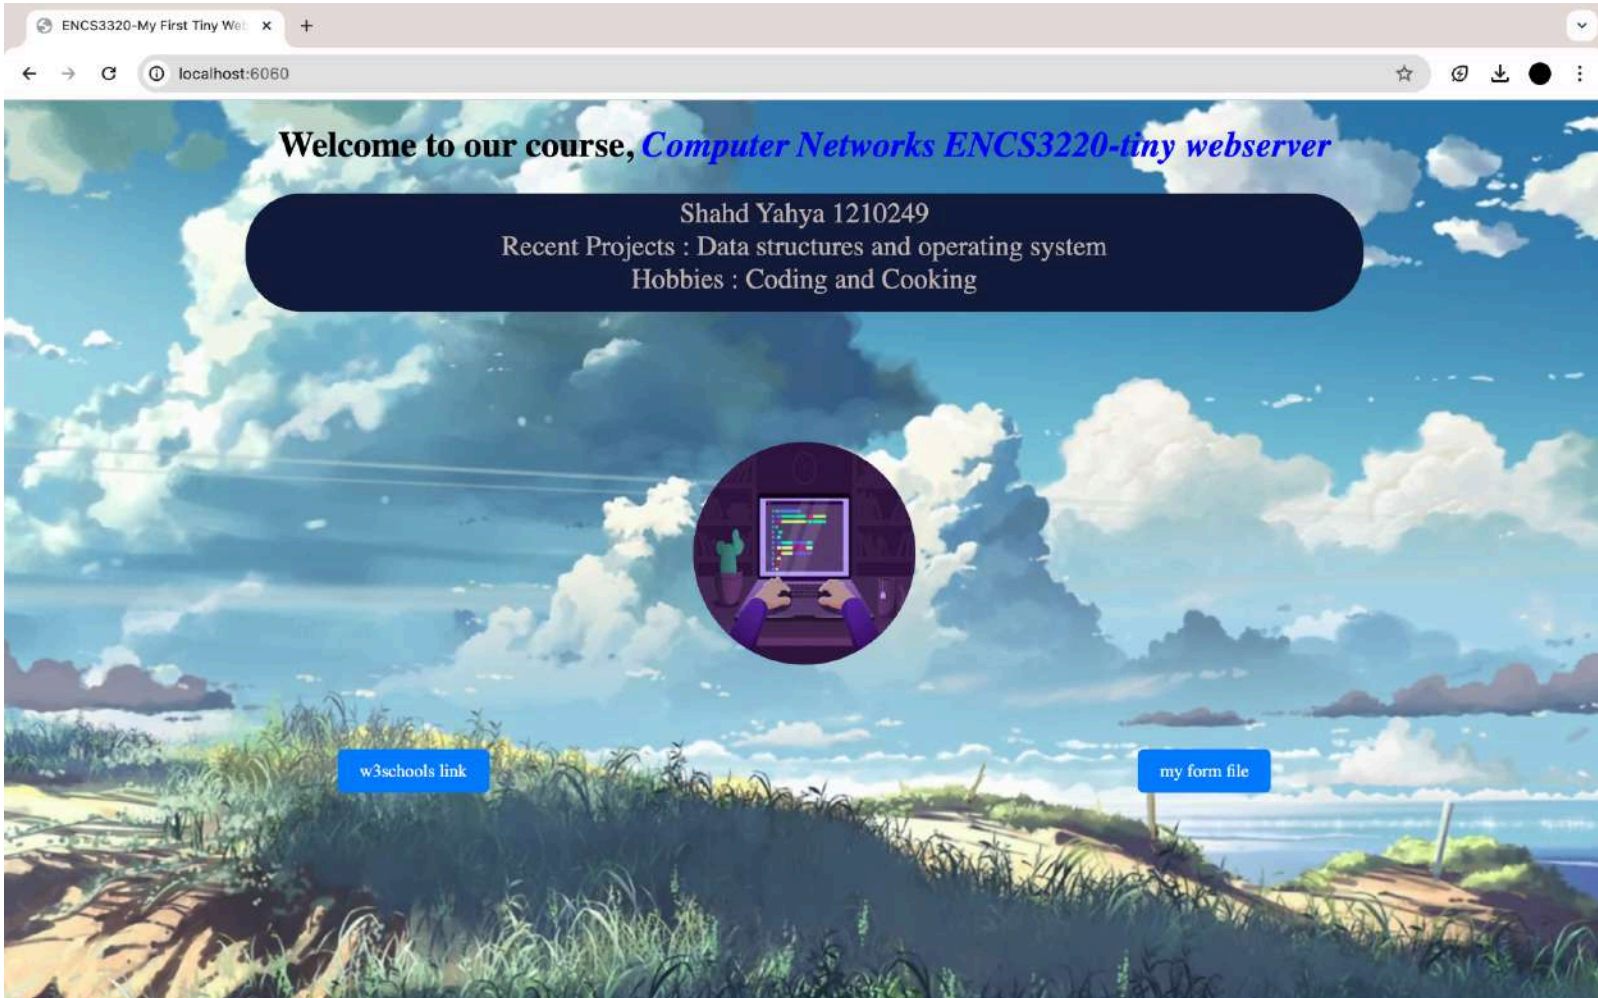 ENCS3320-My First Tiny Web
localhost:6060
Welcome to our course, Computer Networks ENCS3220-tiny webserver
Shahd Yahya 1210249
Recent Projects : Data structures and operating system
Hobbies : Coding and Cooking
w3schools link
my form file